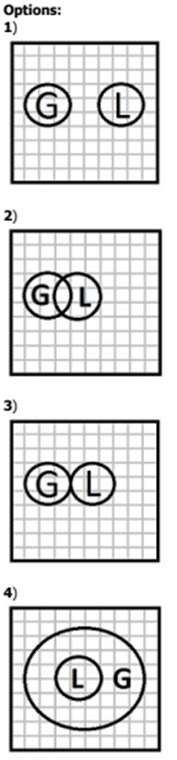 Options:
1)
G L
2)
G L
3)
G L
4)
L G